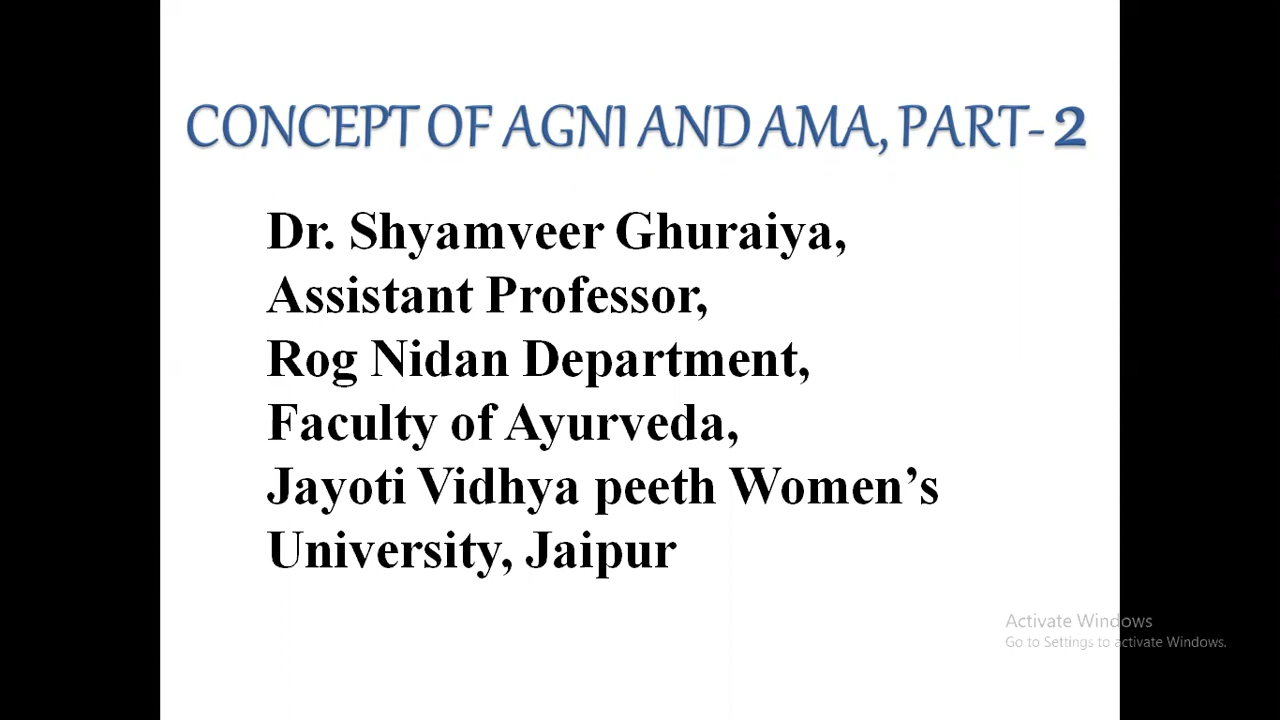 CONCEPT OF AGNI AND AMA, PART- 2
Dr. Shyamveer Ghuraiya,
Assistant Professor,
Rog Nidan Department,
Faculty of Ayurveda,
Jayoti Vidhya peeth Women’s
University, Jaipur
Activate Windows
Go to Settings to activate Windows.